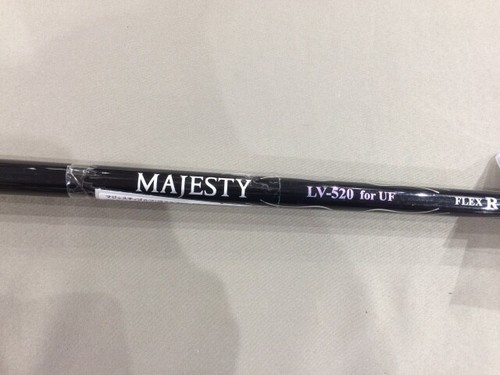 MAJESTY LV-520 for UF FLEX R